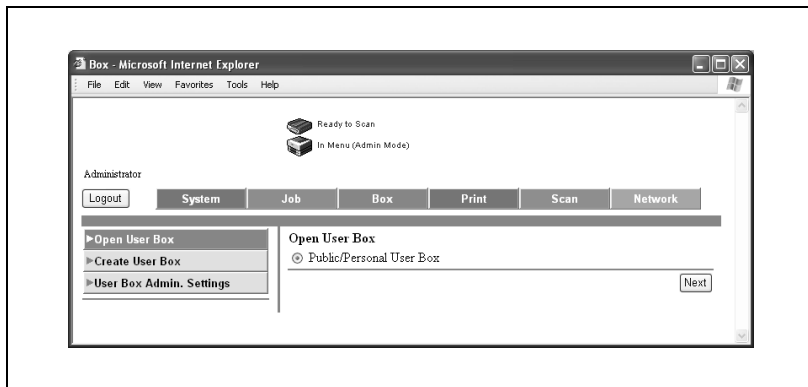 Box - Microsoft Internet Explorer
File Edit View Favorites Tools Help
Ready to Scan
In Menu (Admin Mode)
Administrator
Logout System Job Box Print Scan Network
Open User Box
Create User Box
User Box Admin. Settings
Open User Box
Public/Personal User Box
Next